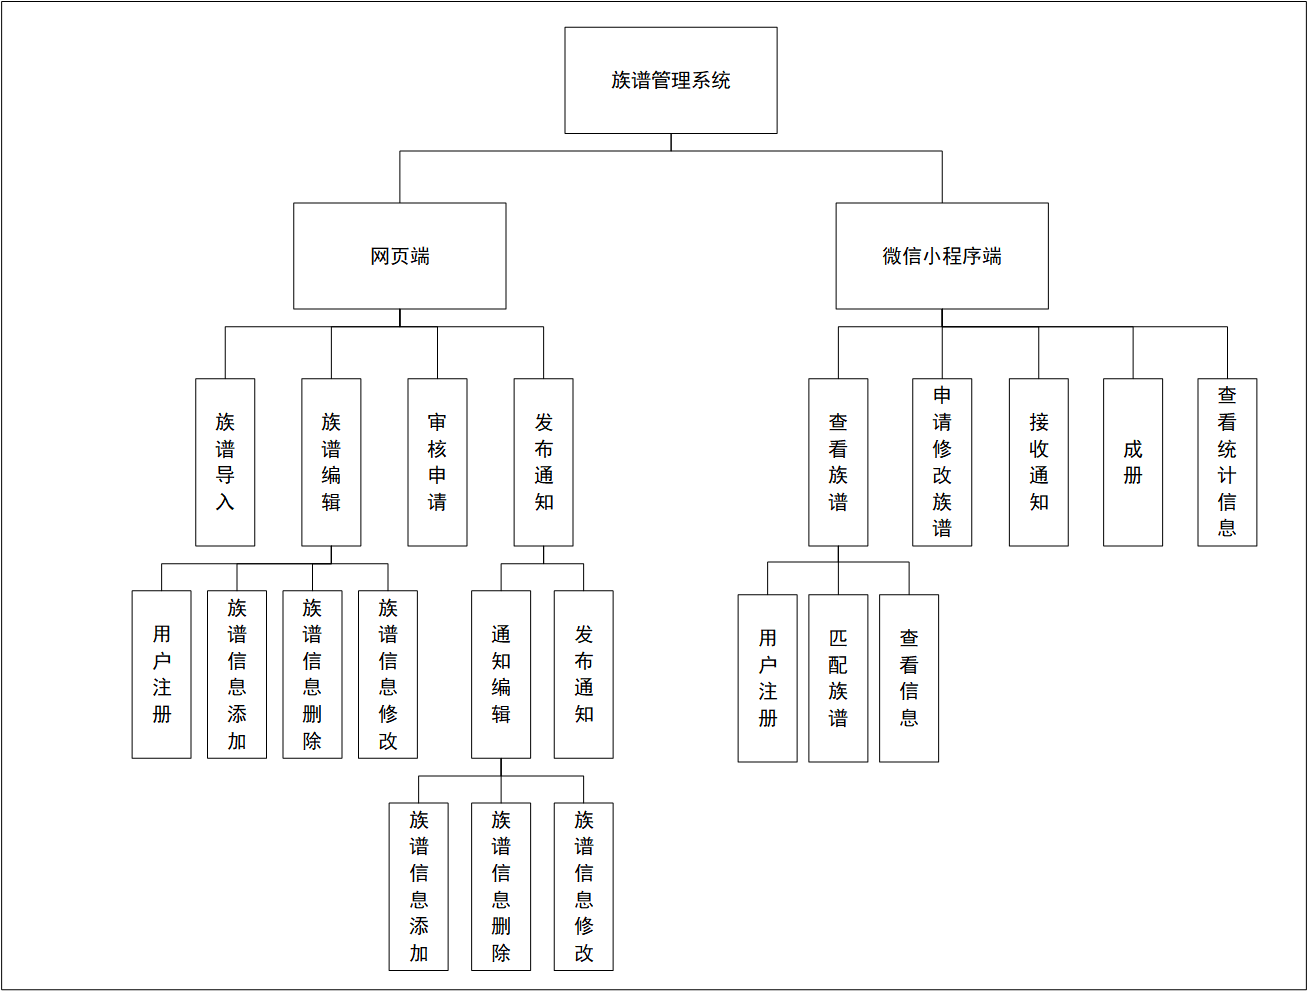 族谱管理系统
网页端
微信小程序端
族谱导入
族谱编辑
审核申请
发布通知
查看族谱
申请修改族谱
接收通知
成册
查看统计信息
用户注册
族谱信息添加
族谱信息删除
族谱信息修改
通知编辑
发布通知
用户注册
匹配族谱
查看信息
族谱信息添加
族谱信息删除
族谱信息修改